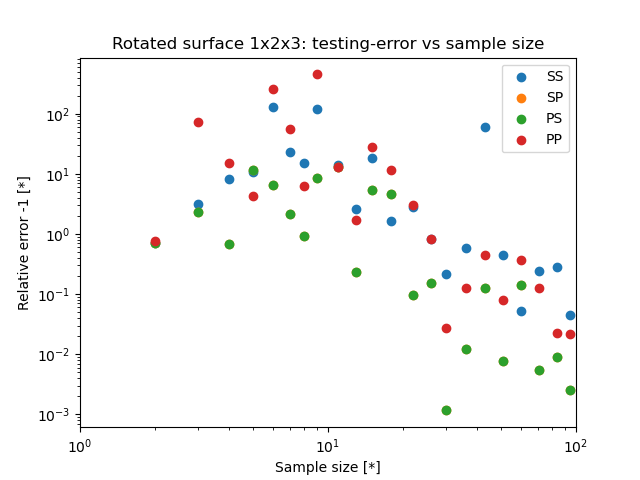 Rotated surface 1x2x3: testing-error vs sample size
SS
SP
PS
PP
10²
10¹
10⁰
10⁻¹
10⁻²
10⁻³
Relative error -1 [*]
10⁰
10¹
10²
Sample size [*]